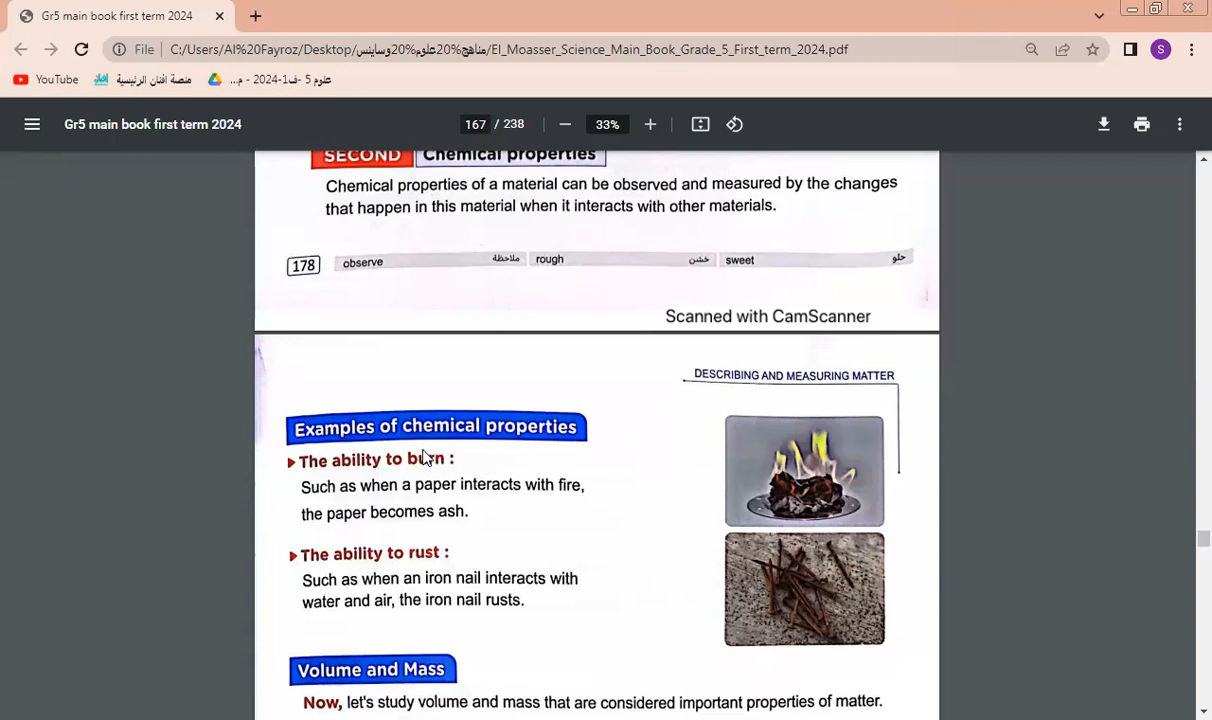 Gr5 main book first term 2024
File
C:/Users/Al%20Fayroz/Desktop/مناهج%20علوم%20وساينس/El_Moasser_Science_Main_Book_Grade_5_First_term_2024.pdf
S
YouTube
منصة افنان الرئيسية
علوم 5 -ف1-2024 - م...
Gr5 main book first term 2024
167 / 238
33%
SECOND Chemical properties
Chemical properties of a material can be observed and measured by the changes
that happen in this material when it interacts with other materials.
178 observe ملاحظة rough خشن sweet حلو
Scanned with CamScanner
DESCRIBING AND MEASURING MATTER
Examples of chemical properties
The ability to burn :
Such as when a paper interacts with fire,
the paper becomes ash.
The ability to rust :
Such as when an iron nail interacts with
water and air, the iron nail rusts.
Volume and Mass
Now, let's study volume and mass that are considered important properties of matter.